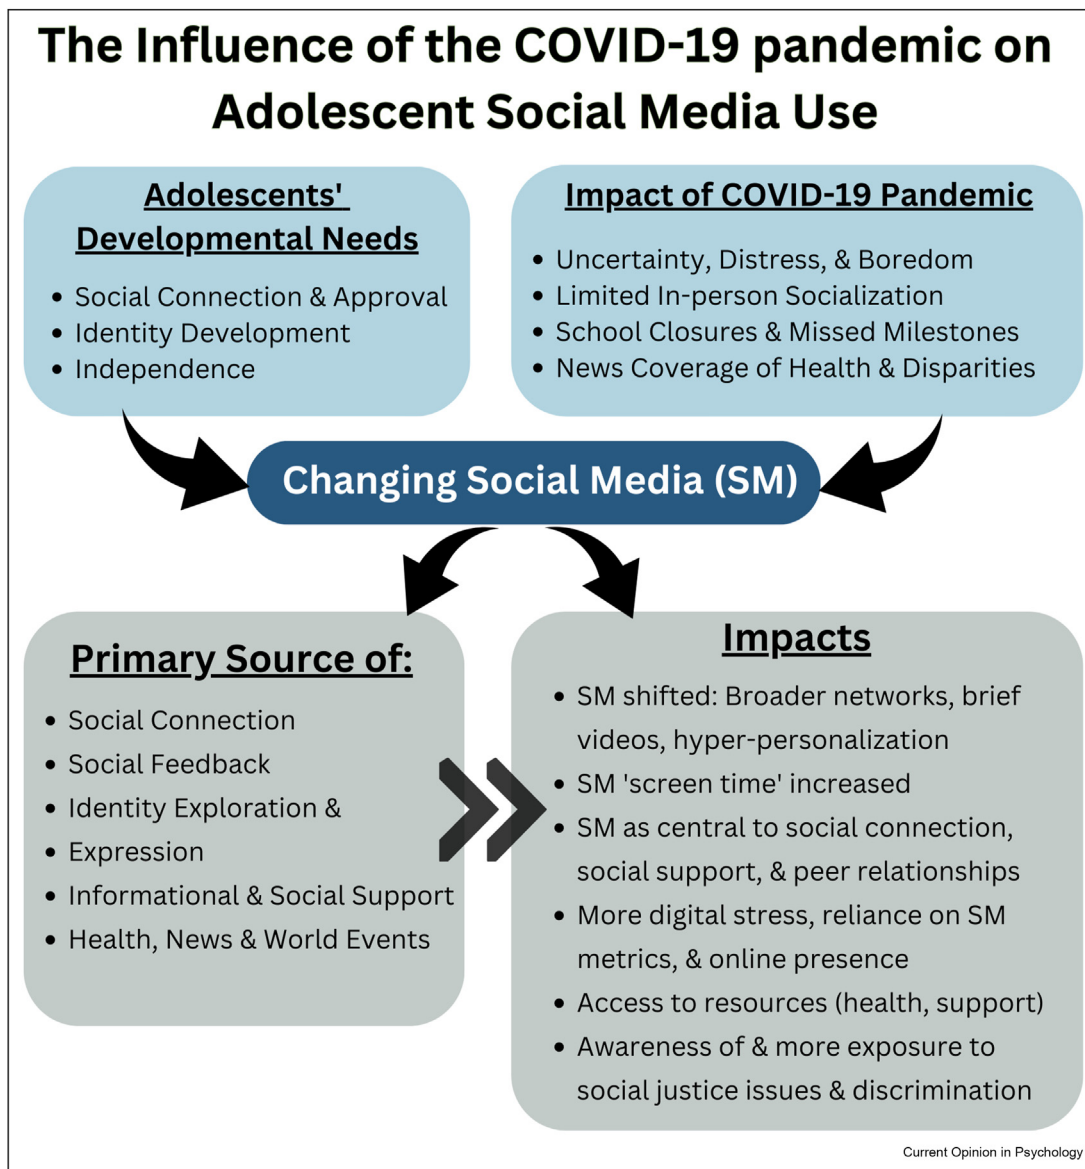 The Influence of the COVID-19 pandemic on
Adolescent Social Media Use
Adolescents'
Developmental Needs
• Social Connection & Approval
• Identity Development
• Independence
Impact of COVID-19 Pandemic
• Uncertainty, Distress, & Boredom
• Limited In-person Socialization
• School Closures & Missed Milestones
• News Coverage of Health & Disparities
Changing Social Media (SM)
Primary Source of:
• Social Connection
• Social Feedback
• Identity Exploration &
• Expression
• Informational & Social Support
• Health, News & World Events
Impacts
• SM shifted: Broader networks, brief
videos, hyper-personalization
• SM 'screen time' increased
• SM as central to social connection,
social support, & peer relationships
• More digital stress, reliance on SM
metrics, & online presence
• Access to resources (health, support)
• Awareness of & more exposure to
social justice issues & discrimination
Current Opinion in Psychology